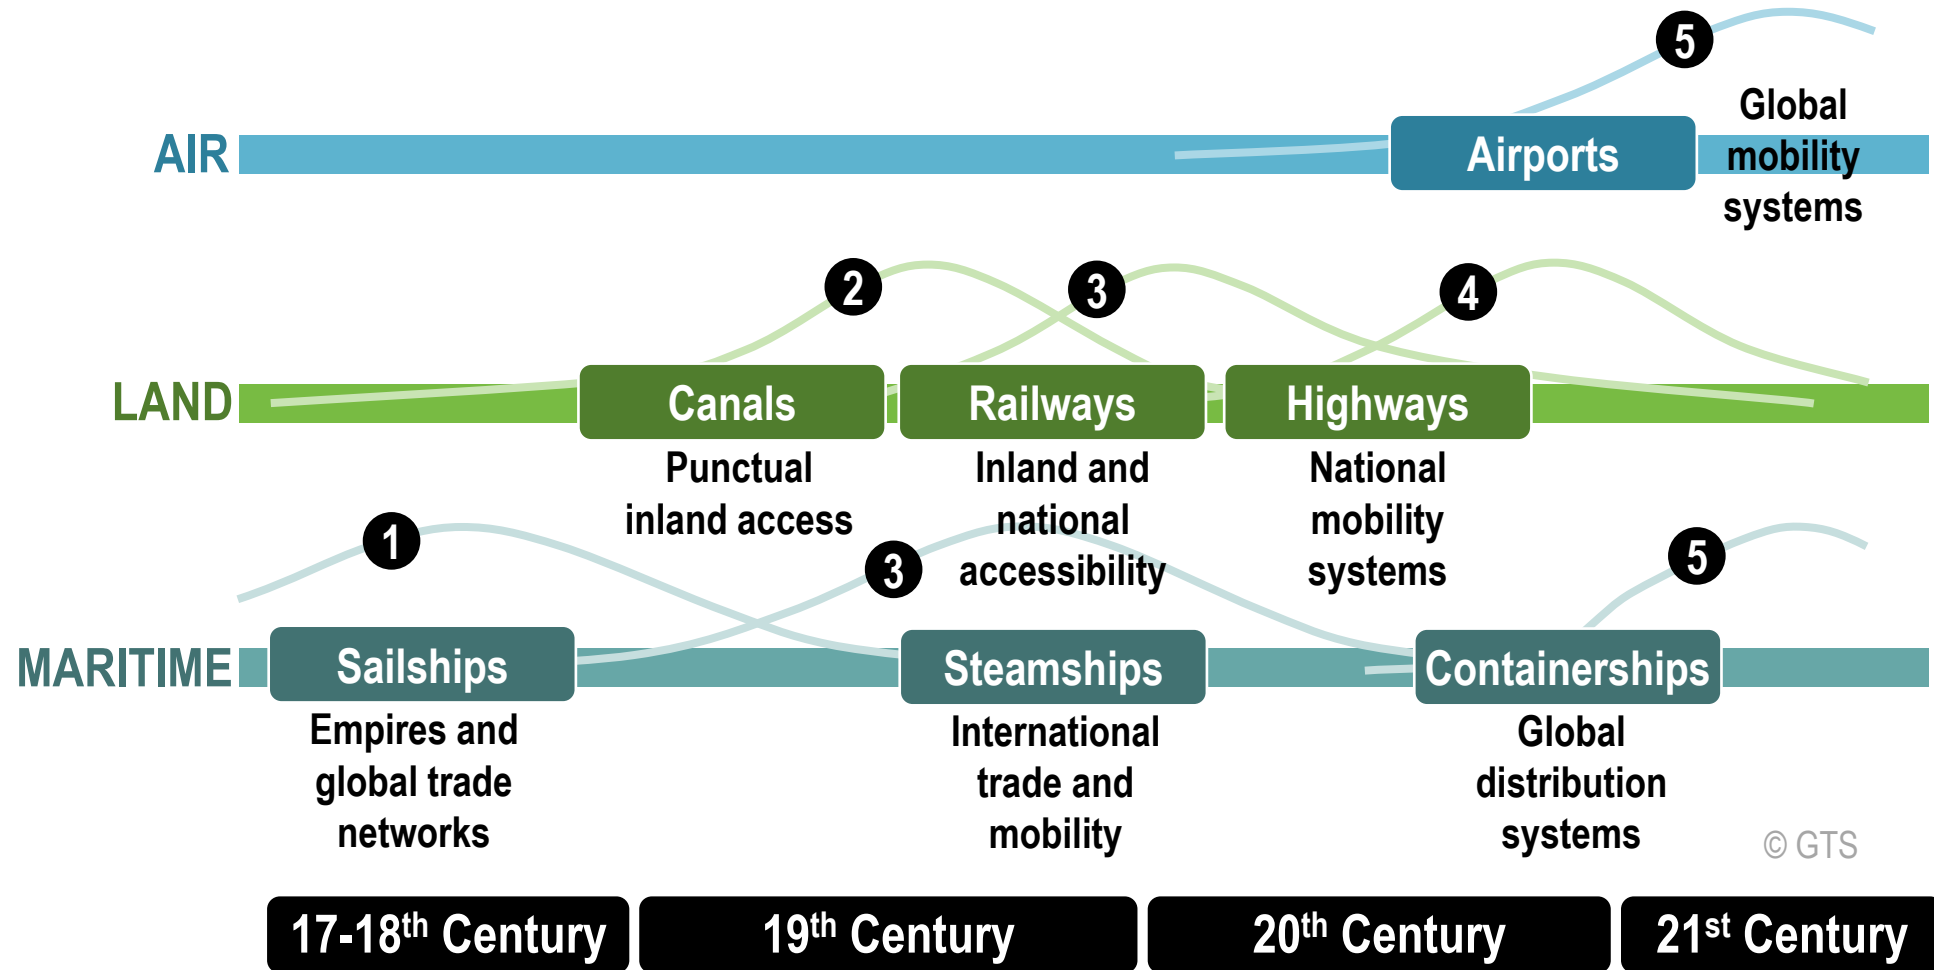 5
AIR
Airports
Global
mobility
systems
2
3
4
LAND
Canals
Railways
Highways
Punctual
inland access
Inland and
national
accessibility
National
mobility
systems
1
3
5
MARITIME
Sailships
Steamships
Containerships
Empires and
global trade
networks
International
trade and
mobility
Global
distribution
systems
© GTS
17-18th Century
19th Century
20th Century
21st Century